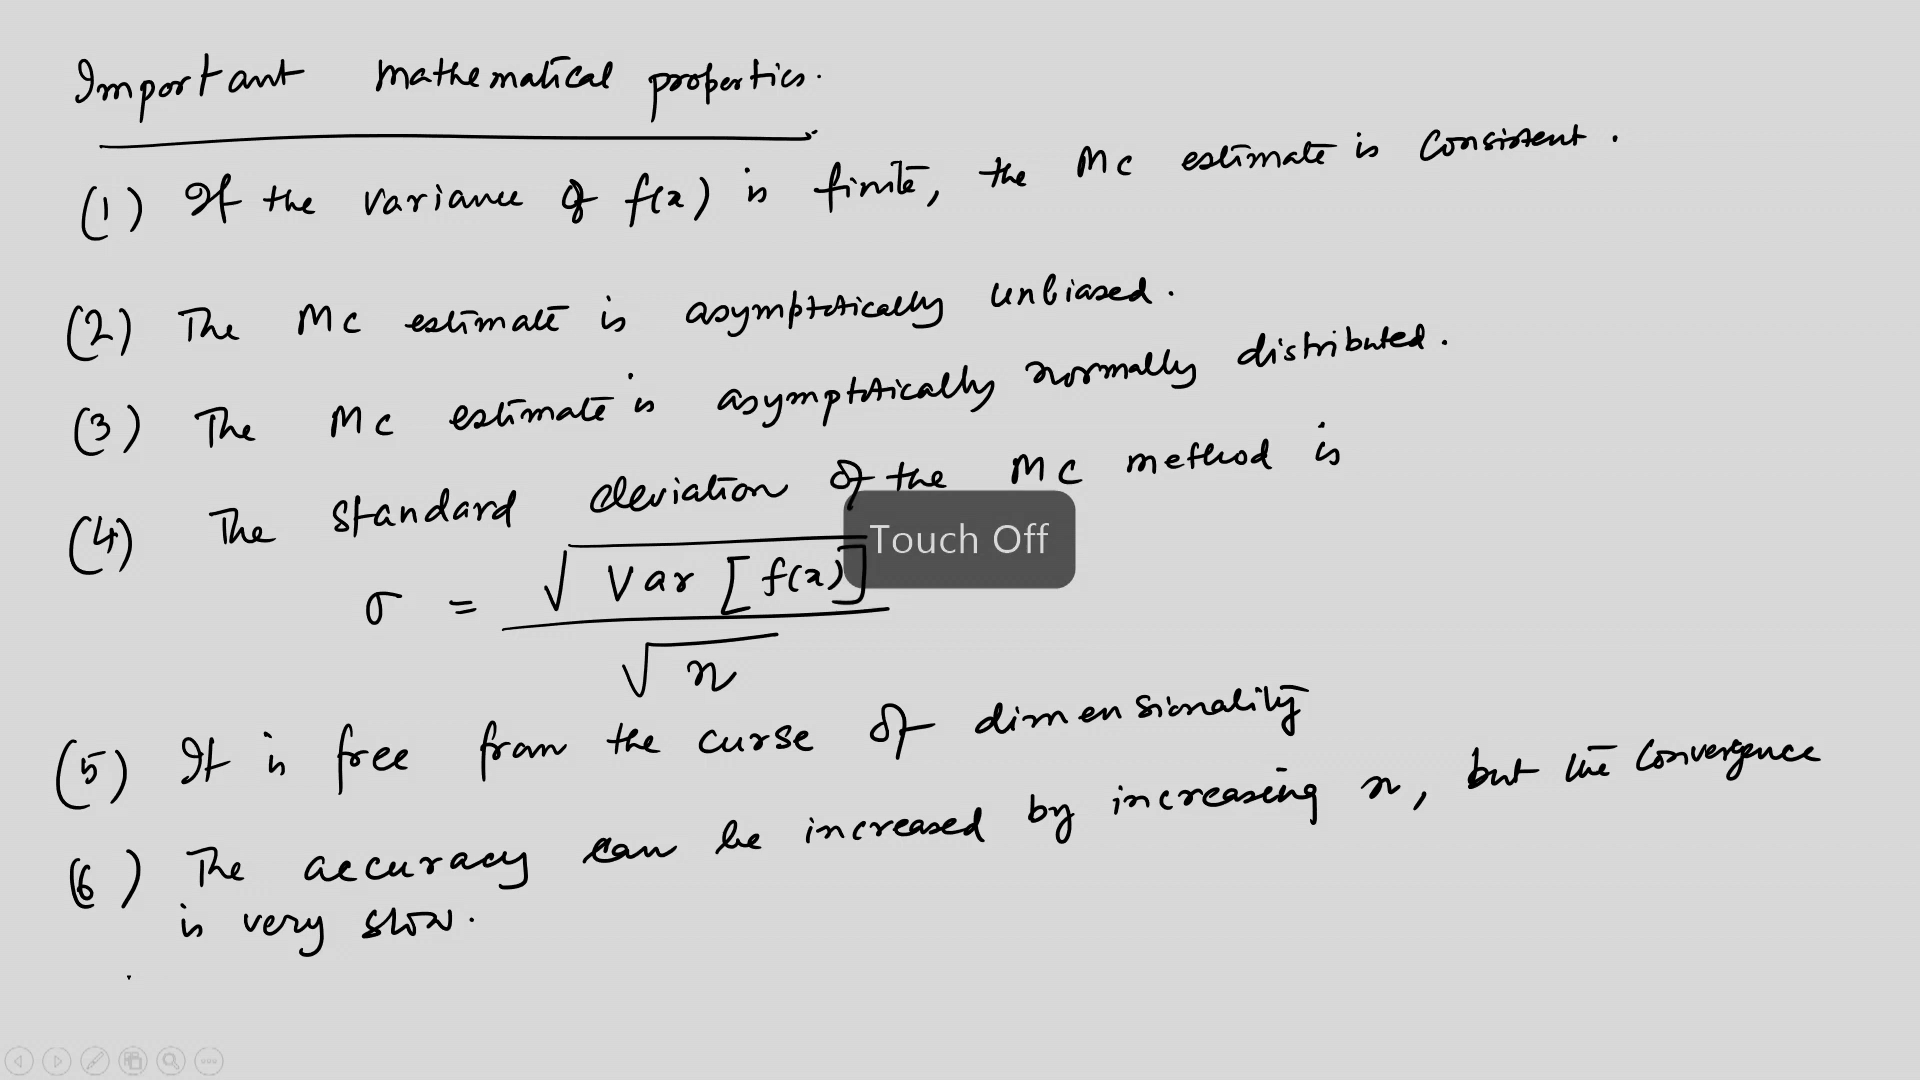 Important Mathematical properties.
(1) If the variance of f(x) is finite, the MC estimate is consistent.
(2) The MC estimate is asymptotically unbiased.
(3) The MC estimate is asymptotically normally distributed.
(4) The standard deviation of the MC method is
Touch Off
σ = √Var [f(x)] / √n
(5) It is free from the curse of dimensionality
(6) The accuracy can be increased by increasing n, but the convergence
is very slow.